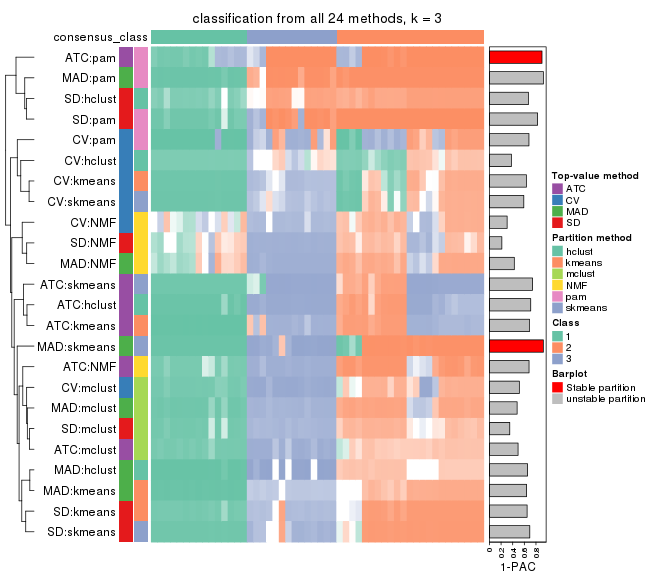 classification from all 24 methods, k = 3
consensus_class
ATC:pam
MAD:pam
SD:hclust
SD:pam
CV:pam
CV:hclust
CV:kmeans
CV:skmeans
CV:NMF
SD:NMF
MAD:NMF
ATC:skmeans
ATC:hclust
ATC:kmeans
MAD:skmeans
ATC:NMF
CV:mclust
MAD:mclust
SD:mclust
ATC:mclust
MAD:hclust
MAD:kmeans
SD:kmeans
SD:skmeans
0
0.2
0.4
0.6
0.8
1-PAC
Top-value method
ATC
CV
MAD
SD
Partition method
hclust
kmeans
mclust
NMF
pam
skmeans
Class
1
2
3
Barplot
Stable partition
unstable partition